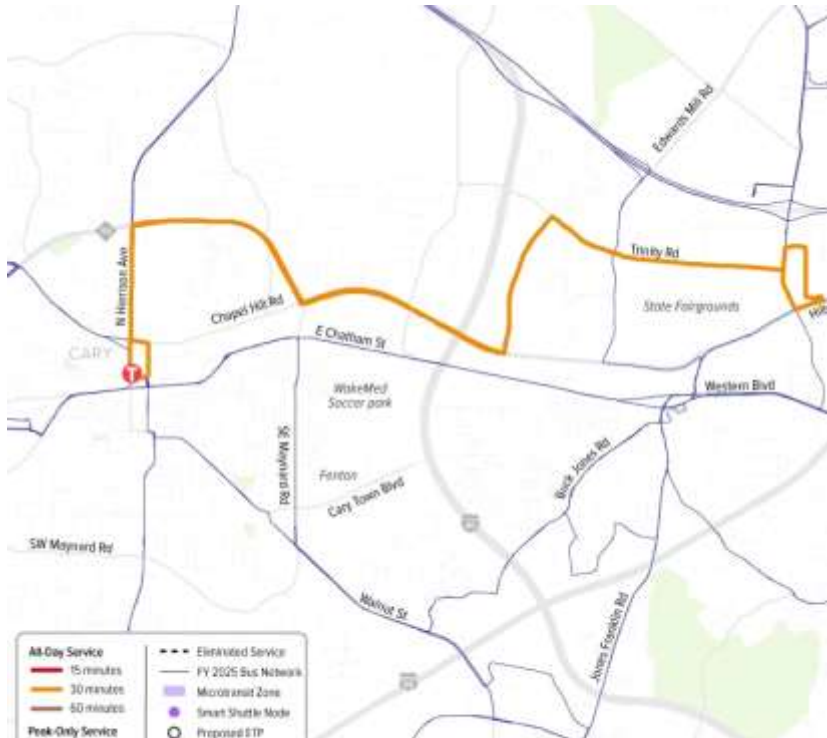 Edwards Mill Rd
N Harrison Ave
Trinity Rd
Chapel Hill Rd
State Fairgrounds
E Chatham St
CARY
T
Western Blvd
WakeMed
Soccer park
Buck Jones Rd
SE Maynard Rd
Fenton
Cary Town Blvd
SW Maynard Rd
Walnut St
Jones Franklin Rd
All-Day Service
15 minutes
30 minutes
60 minutes
Peak-Only Service
Eliminated Service
FY 2025 Bus Network
Microtransit Zone
Smart Shuttle Node
Proposed ETP